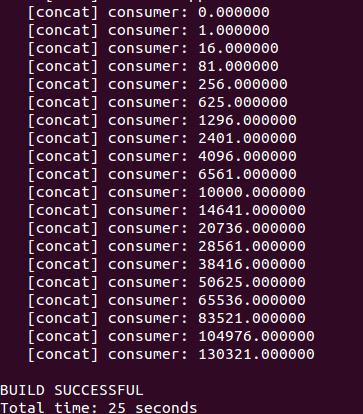 [concat] consumer: 0.000000
[concat] consumer: 1.000000
[concat] consumer: 16.000000
[concat] consumer: 81.000000
[concat] consumer: 256.000000
[concat] consumer: 625.000000
[concat] consumer: 1296.000000
[concat] consumer: 2401.000000
[concat] consumer: 4096.000000
[concat] consumer: 6561.000000
[concat] consumer: 10000.000000
[concat] consumer: 14641.000000
[concat] consumer: 20736.000000
[concat] consumer: 28561.000000
[concat] consumer: 38416.000000
[concat] consumer: 50625.000000
[concat] consumer: 65536.000000
[concat] consumer: 83521.000000
[concat] consumer: 104976.000000
[concat] consumer: 130321.000000
BUILD SUCCESSFUL
Total time: 25 seconds